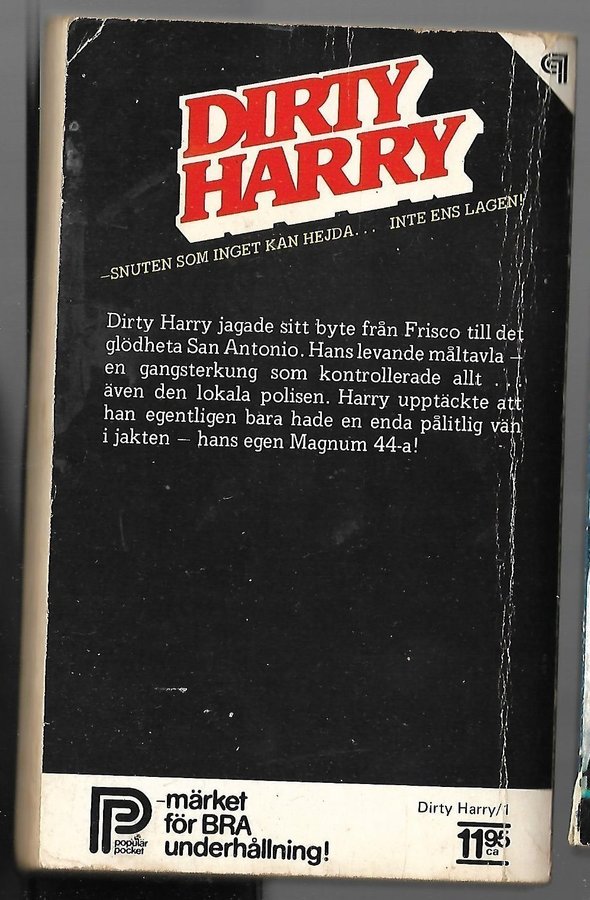 DIRTY
HARRY
–SNUTEN SOM INGET KAN HEJDA... INTE ENS LAGEN!
Dirty Harry jagade sitt byte från Frisco till det
glödheta San Antonio. Hans levande måltavla –
en gangsterkung som kontrollerade allt . .
även den lokala polisen. Harry upptäckte att
han egentligen bara hade en enda pålitlig vän
i jakten – hans egen Magnum 44-a!
–märket
för BRA
underhållning!
populär
pocket
Dirty Harry/1
1195
ca